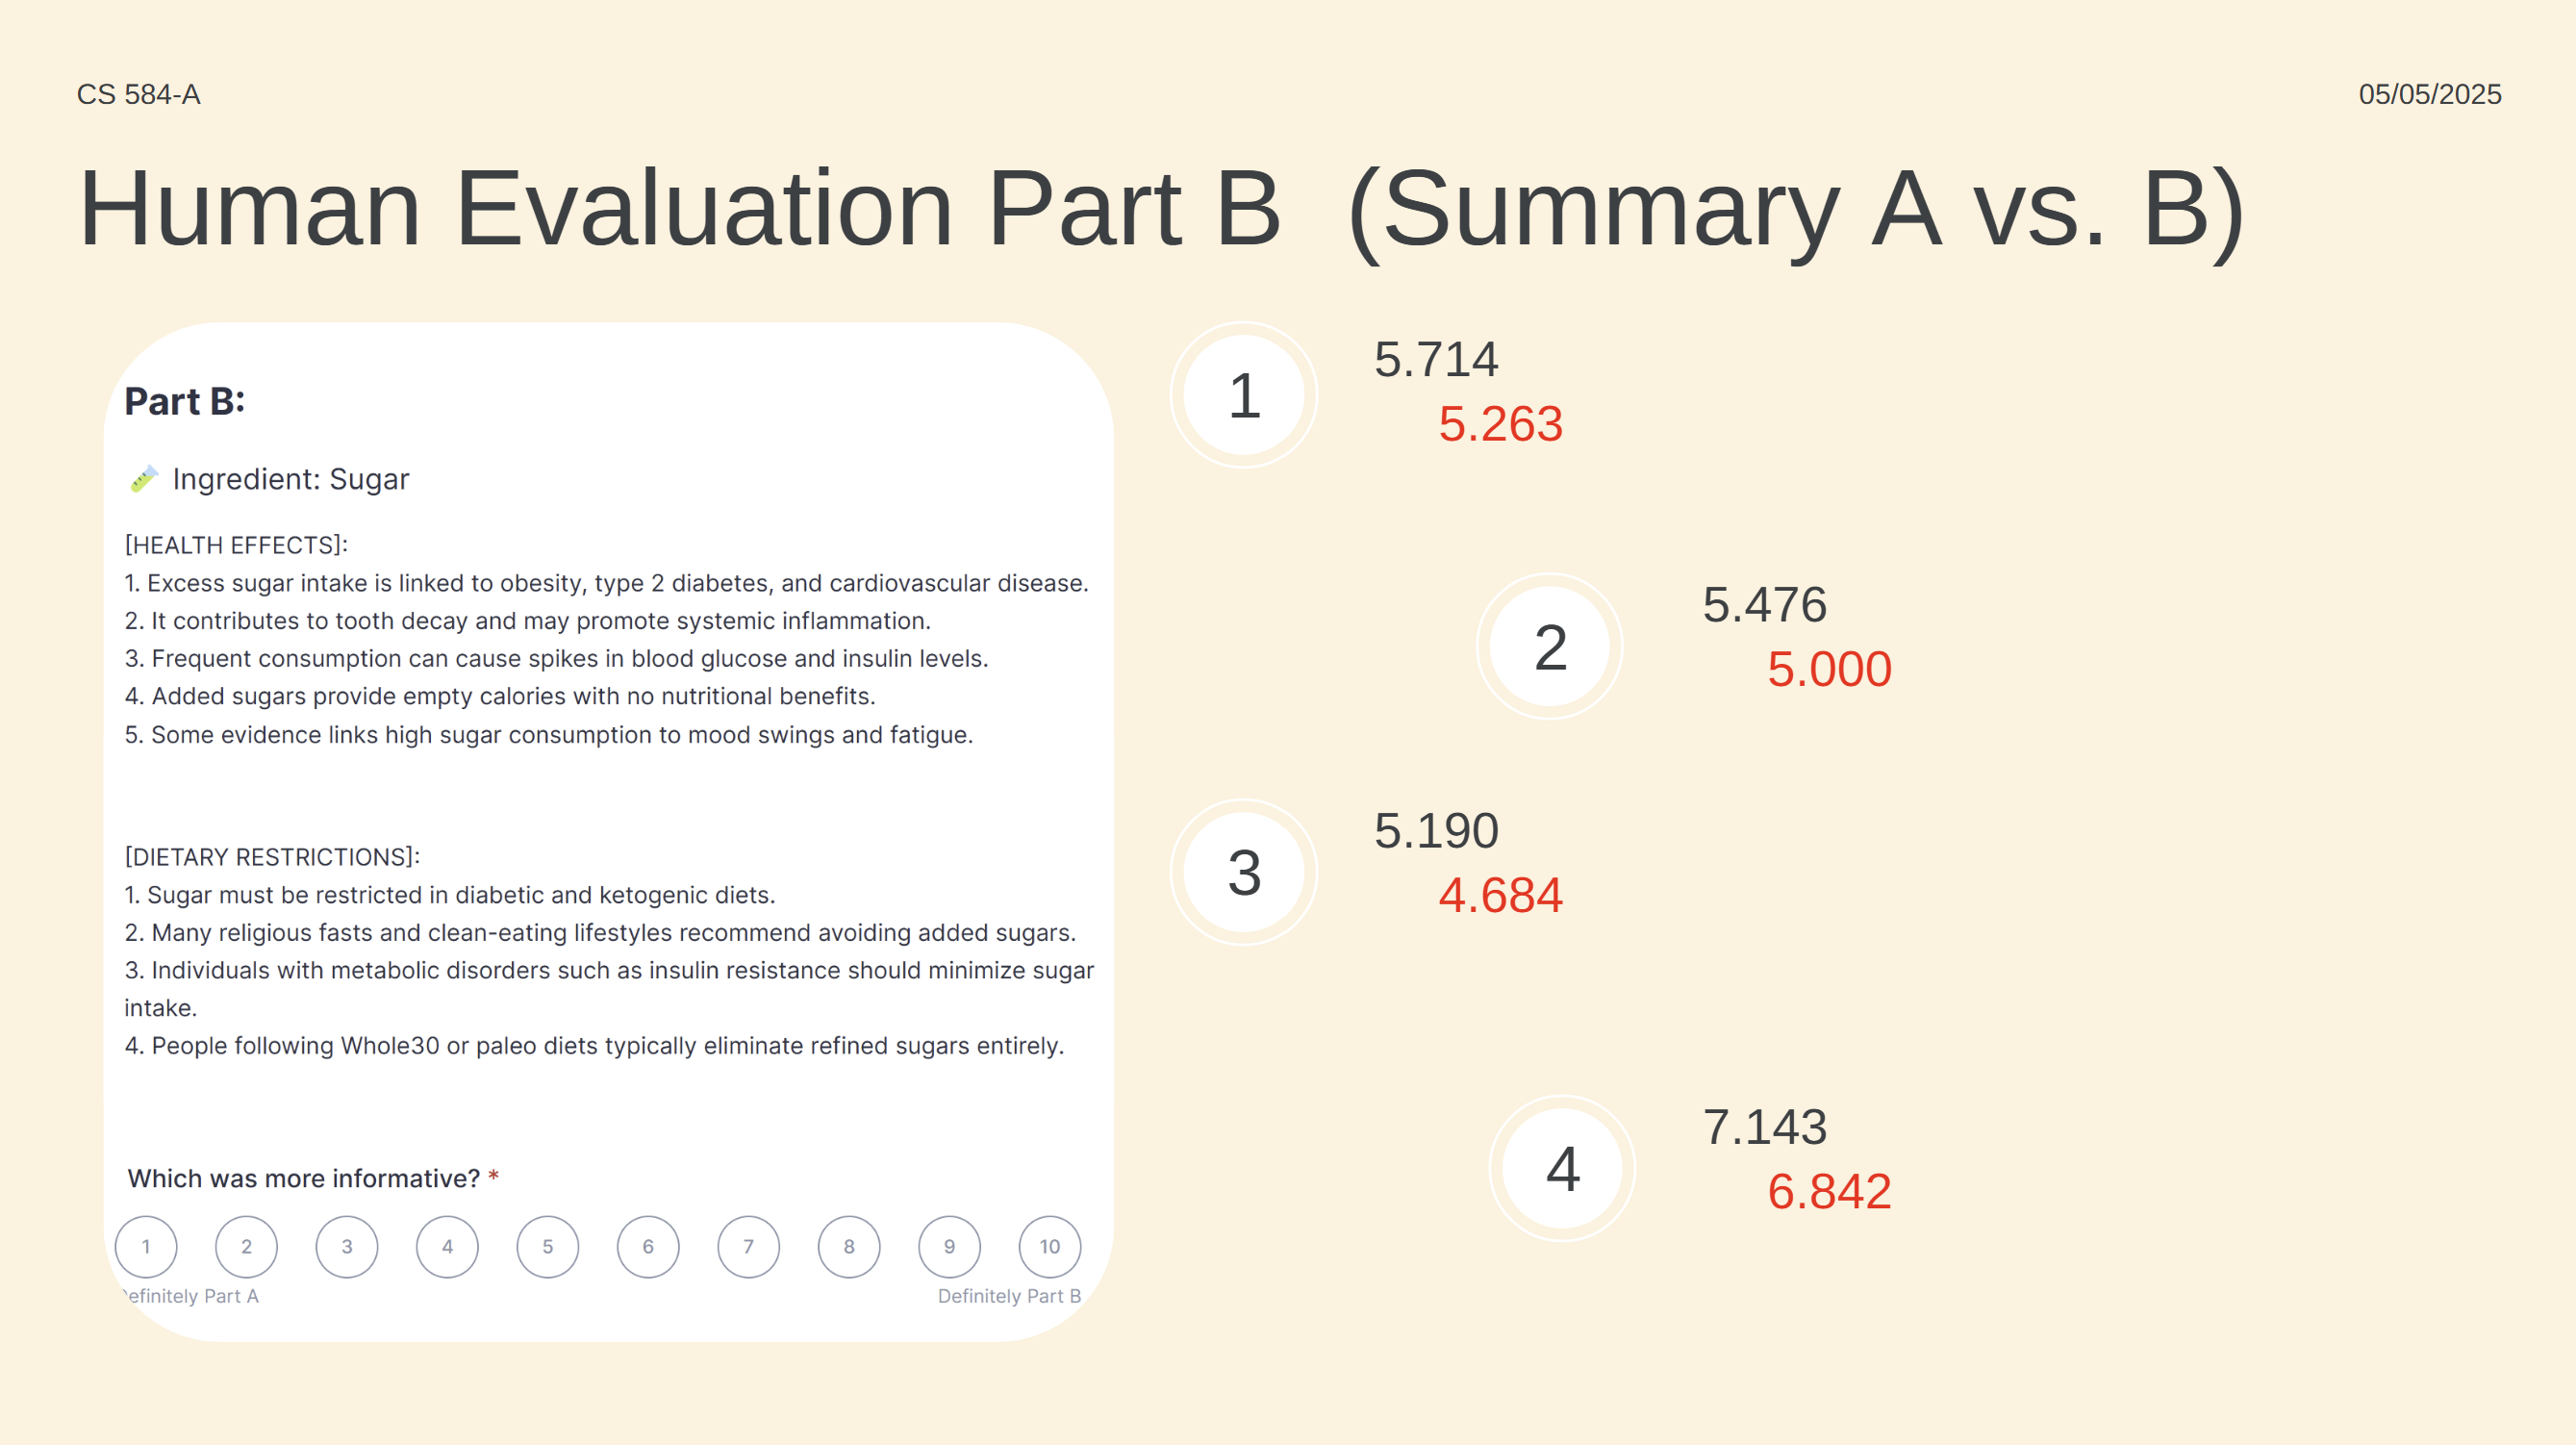 CS 584-A
05/05/2025
Human Evaluation Part B (Summary A vs. B)
Part B:
Ingredient: Sugar
[HEALTH EFFECTS]:
1. Excess sugar intake is linked to obesity, type 2 diabetes, and cardiovascular disease.
2. It contributes to tooth decay and may promote systemic inflammation.
3. Frequent consumption can cause spikes in blood glucose and insulin levels.
4. Added sugars provide empty calories with no nutritional benefits.
5. Some evidence links high sugar consumption to mood swings and fatigue.
[DIETARY RESTRICTIONS]:
1. Sugar must be restricted in diabetic and ketogenic diets.
2. Many religious fasts and clean-eating lifestyles recommend avoiding added sugars.
3. Individuals with metabolic disorders such as insulin resistance should minimize sugar
intake.
4. People following Whole30 or paleo diets typically eliminate refined sugars entirely.
Which was more informative? *
1 2 3 4 5 6 7 8 9 10
efinitely Part A
Definitely Part B
1
5.714
5.263
2
5.476
5.000
3
5.190
4.684
4
7.143
6.842